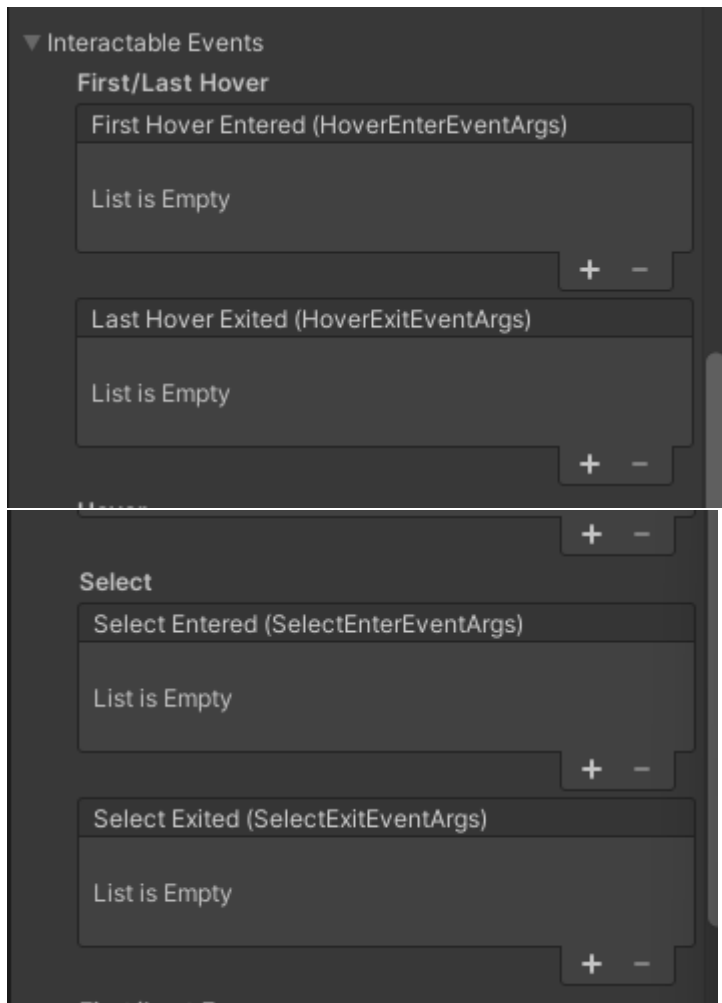 Interactable Events
First/Last Hover
First Hover Entered (HoverEnterEventArgs)
List is Empty
Last Hover Exited (HoverExitEventArgs)
List is Empty
Select
Select Entered (SelectEnterEventArgs)
List is Empty
Select Exited (SelectExitEventArgs)
List is Empty